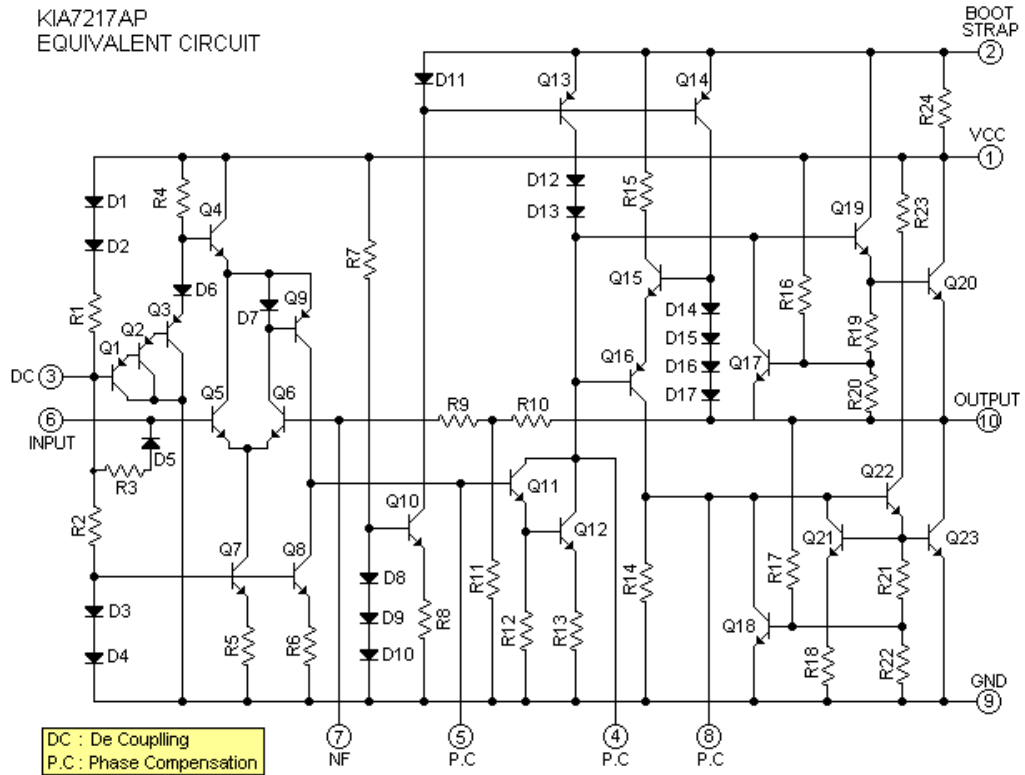 KIA7217AP
EQUIVALENT CIRCUIT
BOOT
STRAP
2
D11
Q13
Q14
R24
VCC
1
D1
R4
Q4
D12
R15
D13
Q19
R23
D2
R7
D6
Q9
Q15
R16
Q20
R1
Q3
D7
D14
Q2
D15
R19
Q1
Q16
D16
Q17
DC 3
D17
R20
Q5
Q6
R9
R10
OUTPUT
10
6
INPUT
D5
R3
Q11
Q22
R2
Q10
Q12
Q21
Q23
Q7
Q8
R11
R14
R17
R21
D8
D3
D9
R8
R12
R13
Q18
D4
R5
R6
D10
R18
R22
GND
9
7
NF
5
P.C
4
P.C
8
P.C
DC : De Couplling
P.C : Phase Compensation